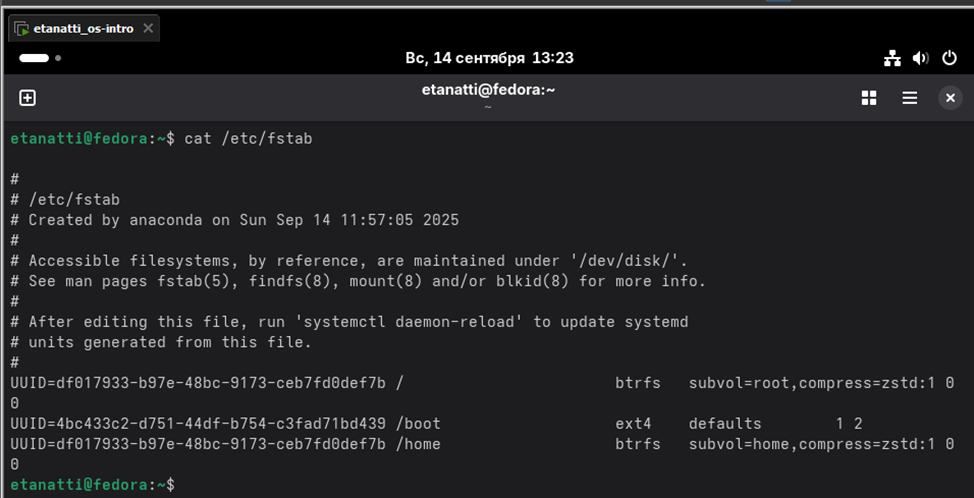 etanatti_os-intro
Вс, 14 сентября 13:23
etanatti@fedora:~
~
etanatti@fedora:~$ cat /etc/fstab
#
# /etc/fstab
# Created by anaconda on Sun Sep 14 11:57:05 2025
#
# Accessible filesystems, by reference, are maintained under '/dev/disk/'.
# See man pages fstab(5), findfs(8), mount(8) and/or blkid(8) for more info.
#
# After editing this file, run 'systemctl daemon-reload' to update systemd
# units generated from this file.
#
UUID=df017933-b97e-48bc-9173-ceb7fd0def7b /                       btrfs   subvol=root,compress=zstd:1 0
0
UUID=4bc433c2-d751-44df-b754-c3fad71bd439 /boot                   ext4    defaults        1 2
UUID=df017933-b97e-48bc-9173-ceb7fd0def7b /home                   btrfs   subvol=home,compress=zstd:1 0
0
etanatti@fedora:~$